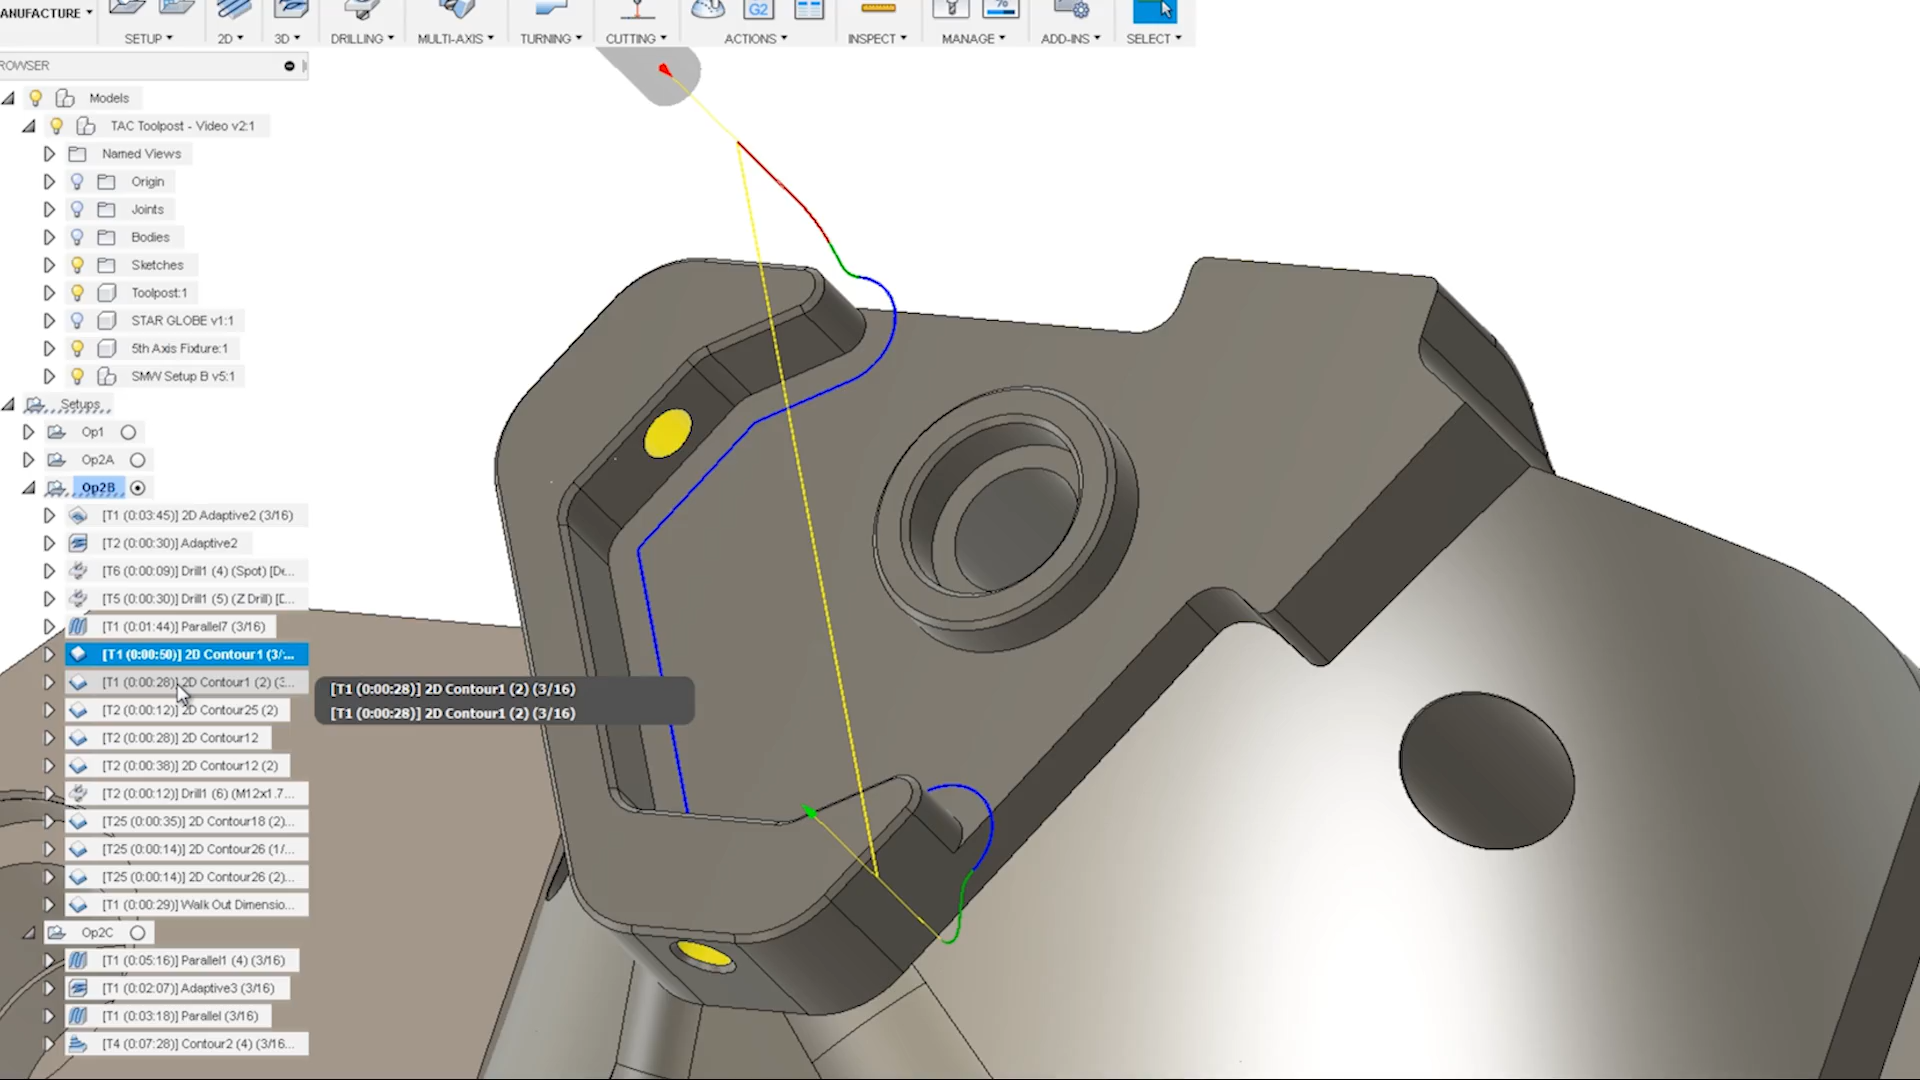 ANUFACTURE
SETUP
2D
3D
DRILLING
MULTI-AXIS
TURNING
CUTTING
G2
ACTIONS
INSPECT
%
MANAGE
ADD-INS
SELECT
ROWSER
Models
TAC Toolpost - Video v2:1
Named Views
Origin
Joints
Bodies
Sketches
Toolpost:1
STAR GLOBE v1:1
5th Axis Fixture:1
SMW Setup B v5:1
Setups
Op1
Op2A
Op2B
[T1 (0:03:45)] 2D Adaptive2 (3/16)
[T2 (0:00:30)] Adaptive2
[T6 (0:00:09)] Drill1 (4) (Spot) [De...
[T5 (0:00:30)] Drill1 (5) (Z Drill) [D...
[T1 (0:01:44)] Parallel7 (3/16)
[T1 (0:00:50)] 2D Contour1 (3/...
[T1 (0:00:28)] 2D Contour1 (2) (3...
[T1 (0:00:28)] 2D Contour1 (2) (3/16)
[T1 (0:00:28)] 2D Contour1 (2) (3/16)
[T2 (0:00:12)] 2D Contour25 (2)
[T2 (0:00:28)] 2D Contour12
[T2 (0:00:38)] 2D Contour12 (2)
[T2 (0:00:12)] Drill1 (6) (M12x1.7...
[T25 (0:00:35)] 2D Contour18 (2)...
[T25 (0:00:14)] 2D Contour26 (1/...
[T25 (0:00:14)] 2D Contour26 (2)...
[T1 (0:00:29)] Walk Out Dimensio...
Op2C
[T1 (0:05:16)] Parallel1 (4) (3/16)
[T1 (0:02:07)] Adaptive3 (3/16)
[T1 (0:03:18)] Parallel (3/16)
[T4 (0:07:28)] Contour2 (4) (3/16...